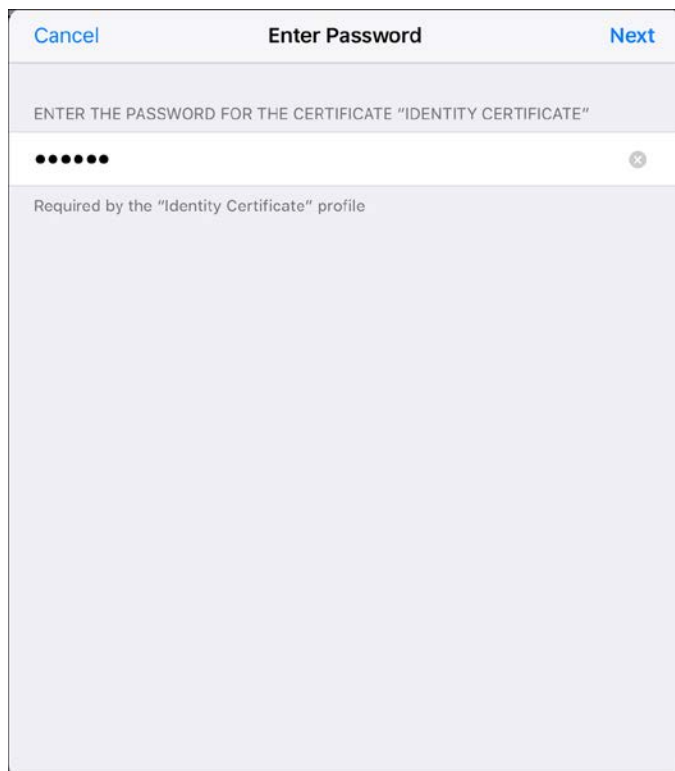 Cancel Enter Password Next
ENTER THE PASSWORD FOR THE CERTIFICATE "IDENTITY CERTIFICATE"
••••••
Required by the "Identity Certificate" profile